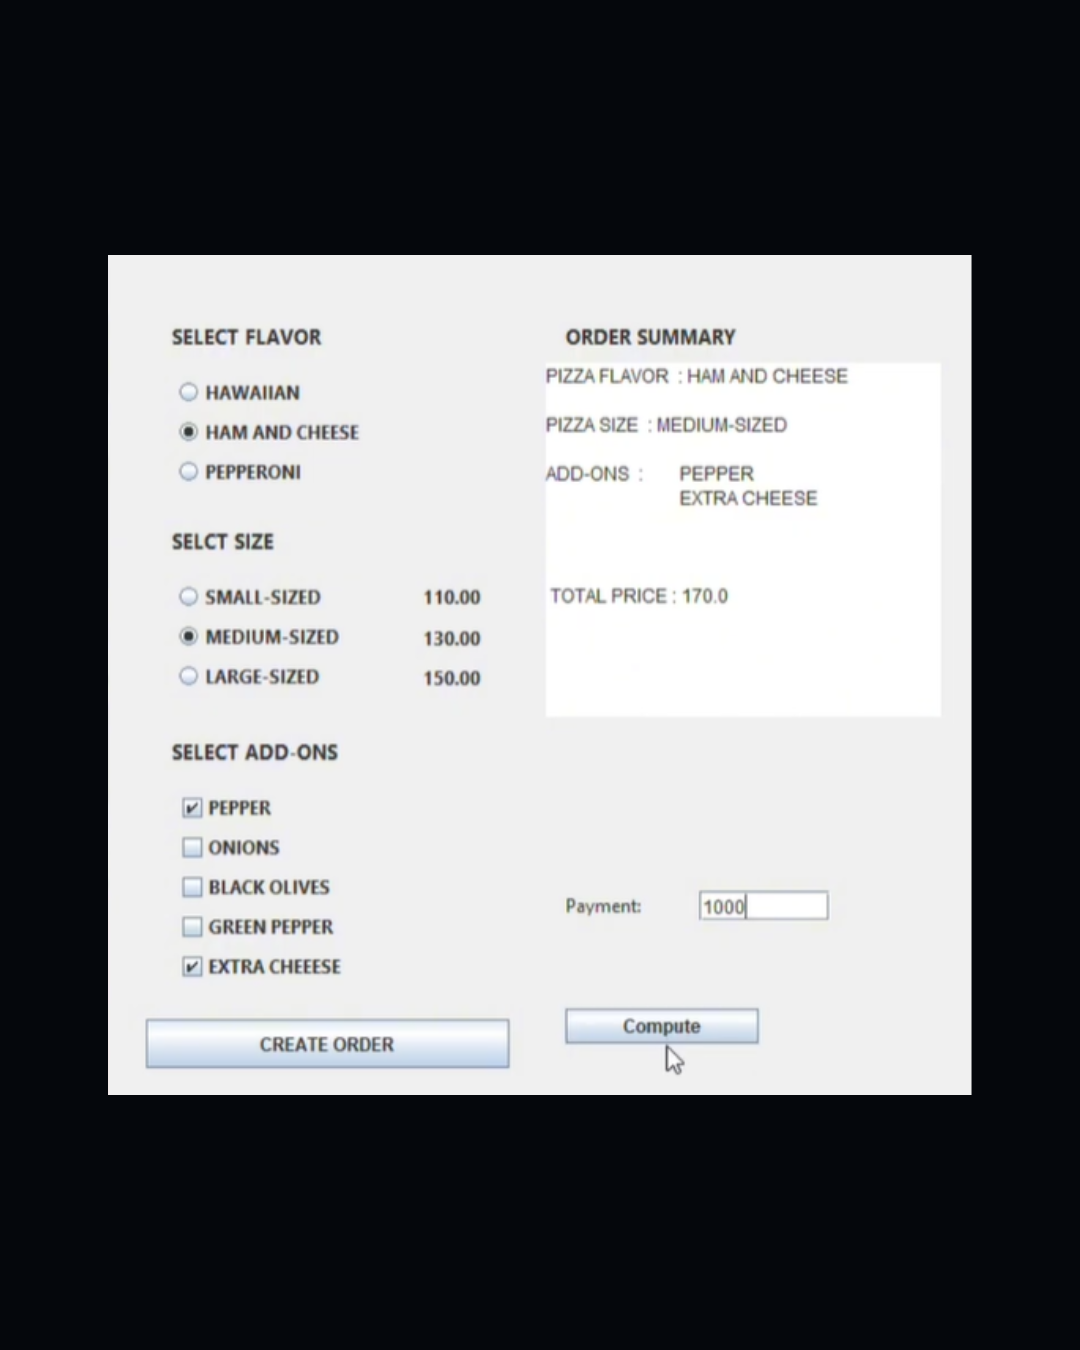 SELECT FLAVOR
HAWAIIAN
HAM AND CHEESE
PEPPERONI
SELCT SIZE
SMALL-SIZED 110.00
MEDIUM-SIZED 130.00
LARGE-SIZED 150.00
SELECT ADD-ONS
PEPPER
ONIONS
BLACK OLIVES
GREEN PEPPER
EXTRA CHEEESE
CREATE ORDER
ORDER SUMMARY
PIZZA FLAVOR : HAM AND CHEESE
PIZZA SIZE : MEDIUM-SIZED
ADD-ONS : PEPPER
EXTRA CHEESE
TOTAL PRICE : 170.0
Payment: 1000
Compute